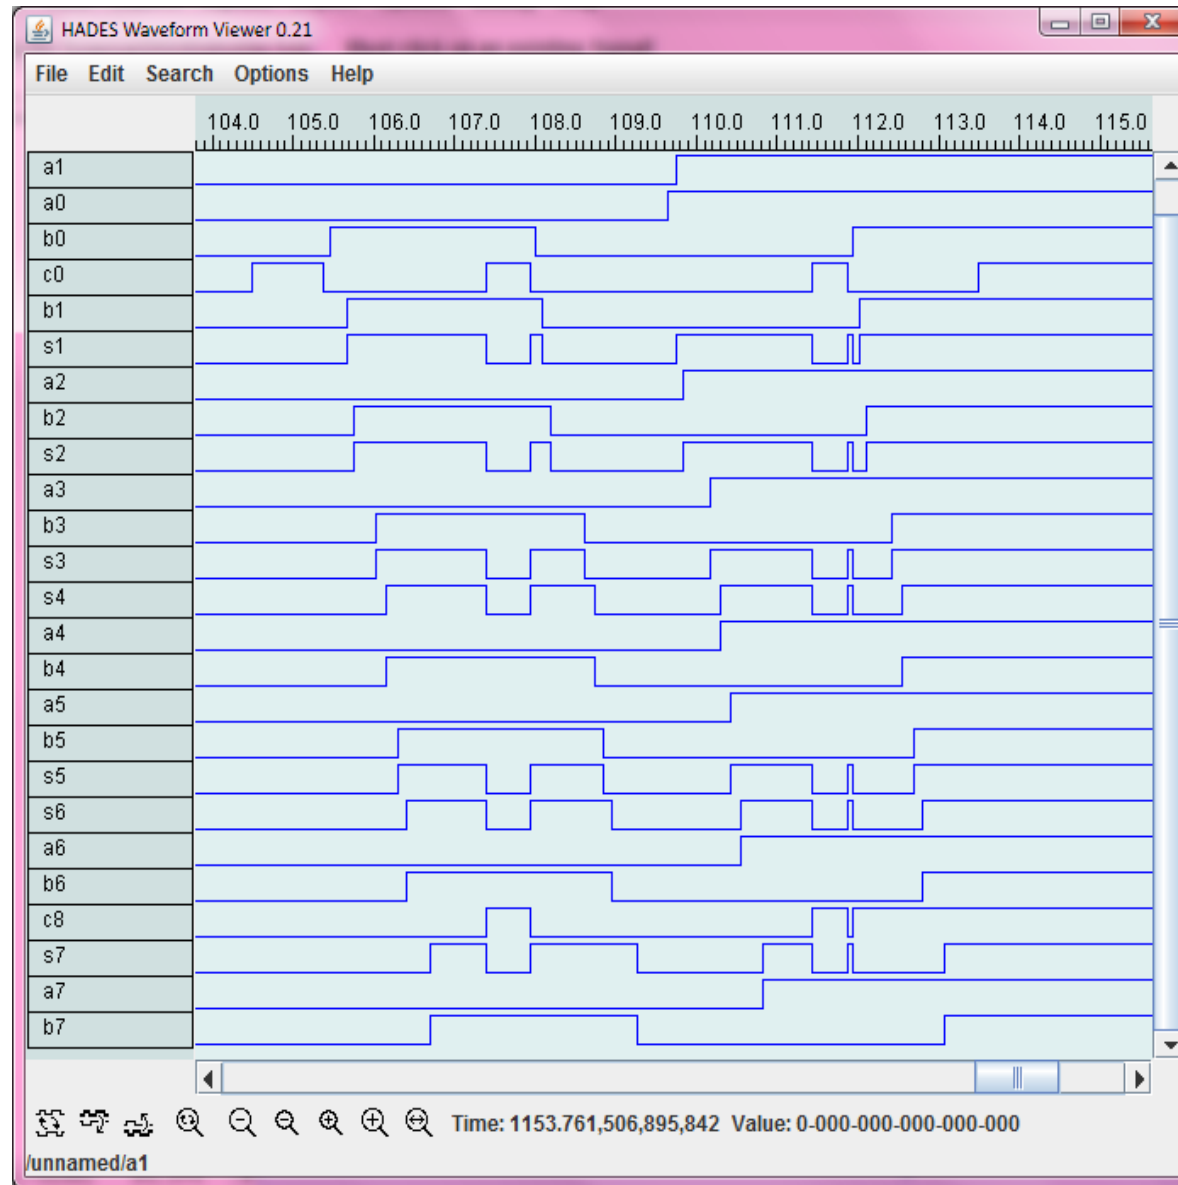 HADES Waveform Viewer 0.21
File Edit Search Options Help
104.0 105.0 106.0 107.0 108.0 109.0 110.0 111.0 112.0 113.0 114.0 115.0
a1
a0
b0
c0
b1
s1
a2
b2
s2
a3
b3
s3
s4
a4
b4
a5
b5
s5
s6
a6
b6
c8
s7
a7
b7
Time: 1153.761,506,895,842 Value: 0-000-000-000-000-000
/unnamed/a1